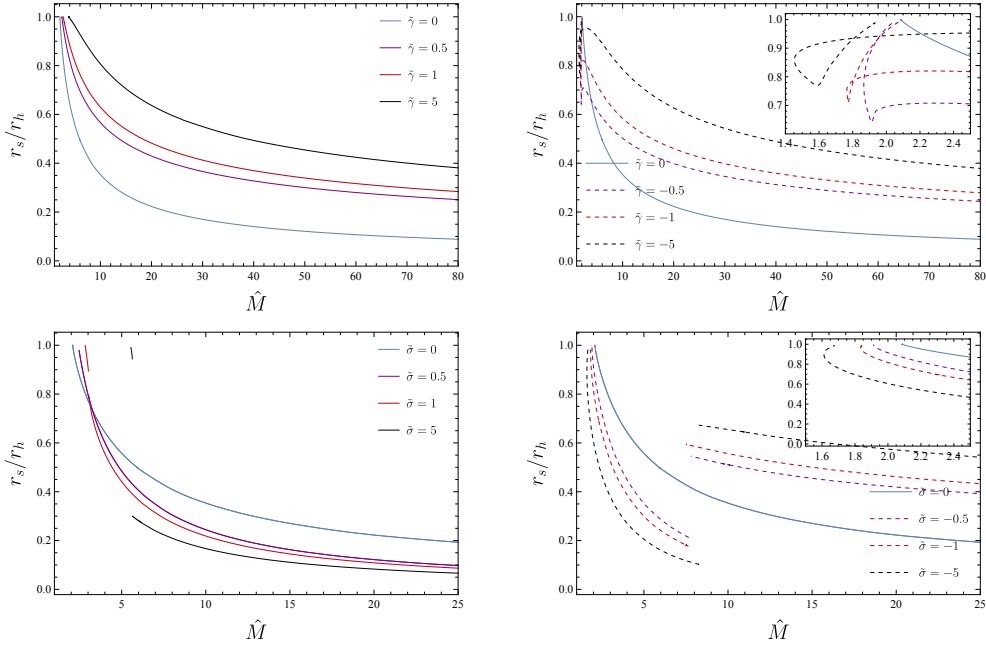 1.0
0.8
0.6
0.4
0.2
0.0
r_s/r_h
10 20 30 40 50 60 70 80
M̂
γ̃ = 0
γ̃ = 0.5
γ̃ = 1
γ̃ = 5
1.0
0.8
0.6
0.4
0.2
0.0
r_s/r_h
10 20 30 40 50 60 70 80
M̂
γ̃ = 0
γ̃ = −0.5
γ̃ = −1
γ̃ = −5
1.0
0.9
0.8
0.7
1.4 1.6 1.8 2.0 2.2 2.4
1.0
0.8
0.6
0.4
0.2
0.0
r_s/r_h
5 10 15 20 25
M̂
σ̃ = 0
σ̃ = 0.5
σ̃ = 1
σ̃ = 5
1.0
0.8
0.6
0.4
0.2
0.0
r_s/r_h
5 10 15 20 25
M̂
σ̃ = 0
σ̃ = −0.5
σ̃ = −1
σ̃ = −5
1.0
0.8
0.6
0.4
0.2
0.0
1.6 1.8 2.0 2.2 2.4